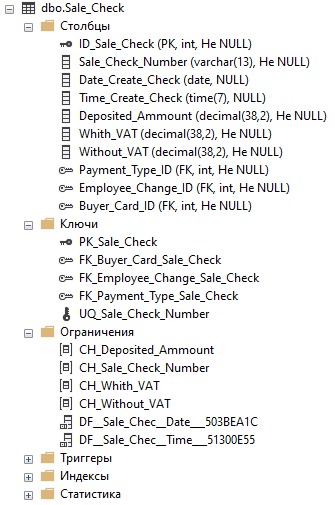 dbo.Sale_Check
Столбцы
ID_Sale_Check (PK, int, Не NULL)
Sale_Check_Number (varchar(13), Не NULL)
Date_Create_Check (date, NULL)
Time_Create_Check (time(7), NULL)
Deposited_Ammount (decimal(38,2), Не NULL)
Whith_VAT (decimal(38,2), Не NULL)
Without_VAT (decimal(38,2), Не NULL)
Payment_Type_ID (FK, int, Не NULL)
Employee_Change_ID (FK, int, Не NULL)
Buyer_Card_ID (FK, int, Не NULL)
Ключи
PK_Sale_Check
FK_Buyer_Card_Sale_Check
FK_Employee_Change_Sale_Check
FK_Payment_Type_Sale_Check
UQ_Sale_Check_Number
Ограничения
CH_Deposited_Ammount
CH_Sale_Check_Number
CH_Whith_VAT
CH_Without_VAT
DF__Sale_Chec__Date___503BEA1C
DF__Sale_Chec__Time___51300E55
Триггеры
Индексы
Статистика